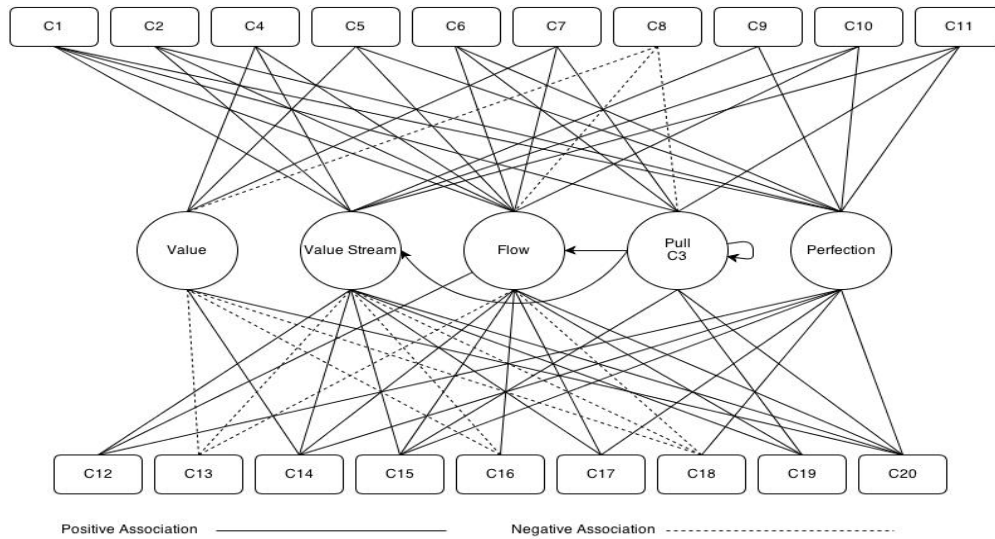 C1 C2 C4 C5 C6 C7 C8 C9 C10 C11
Value Value Stream Flow Pull Perfection
C3
C12 C13 C14 C15 C16 C17 C18 C19 C20
Positive Association Negative Association